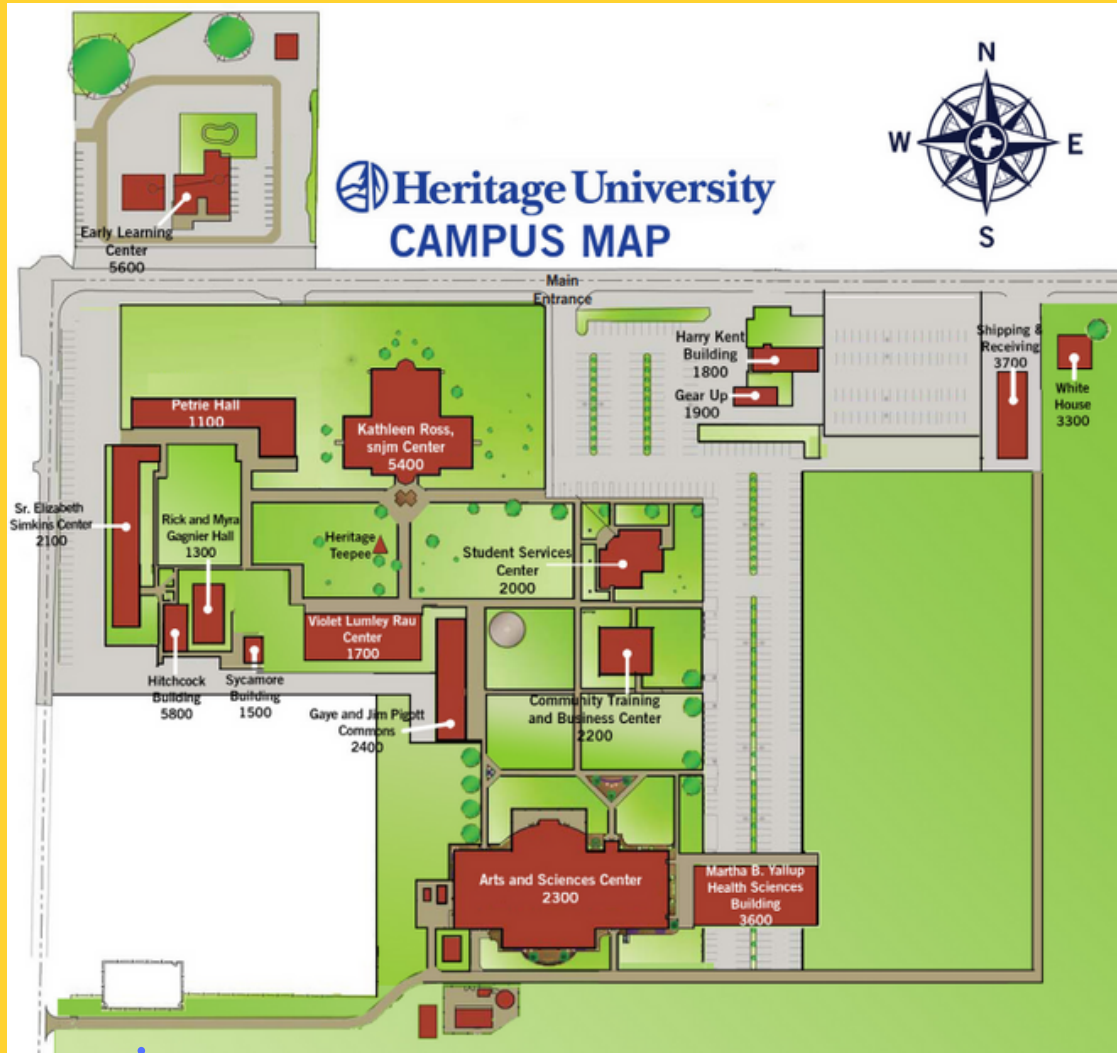 N
W
E
S
Heritage University
CAMPUS MAP
Early Learning
Center
5600
Main
Entrance
Harry Kent
Building
1800
Gear Up
1900
Shipping &
Receiving
3700
White
House
3300
Petrie Hall
1100
Kathleen Ross,
snjm Center
5400
Sr. Elizabeth
Simkins Center
2100
Rick and Myra
Gagnier Hall
1300
Heritage
Teepee
Student Services
Center
2000
Violet Lumley Rau
Center
1700
Hitchcock
Building
5800
Sycamore
Building
1500
Gaye and Jim Pigott
Commons
2400
Community Training
and Business Center
2200
Arts and Sciences Center
2300
Martha B. Yallup
Health Sciences
Building
3600